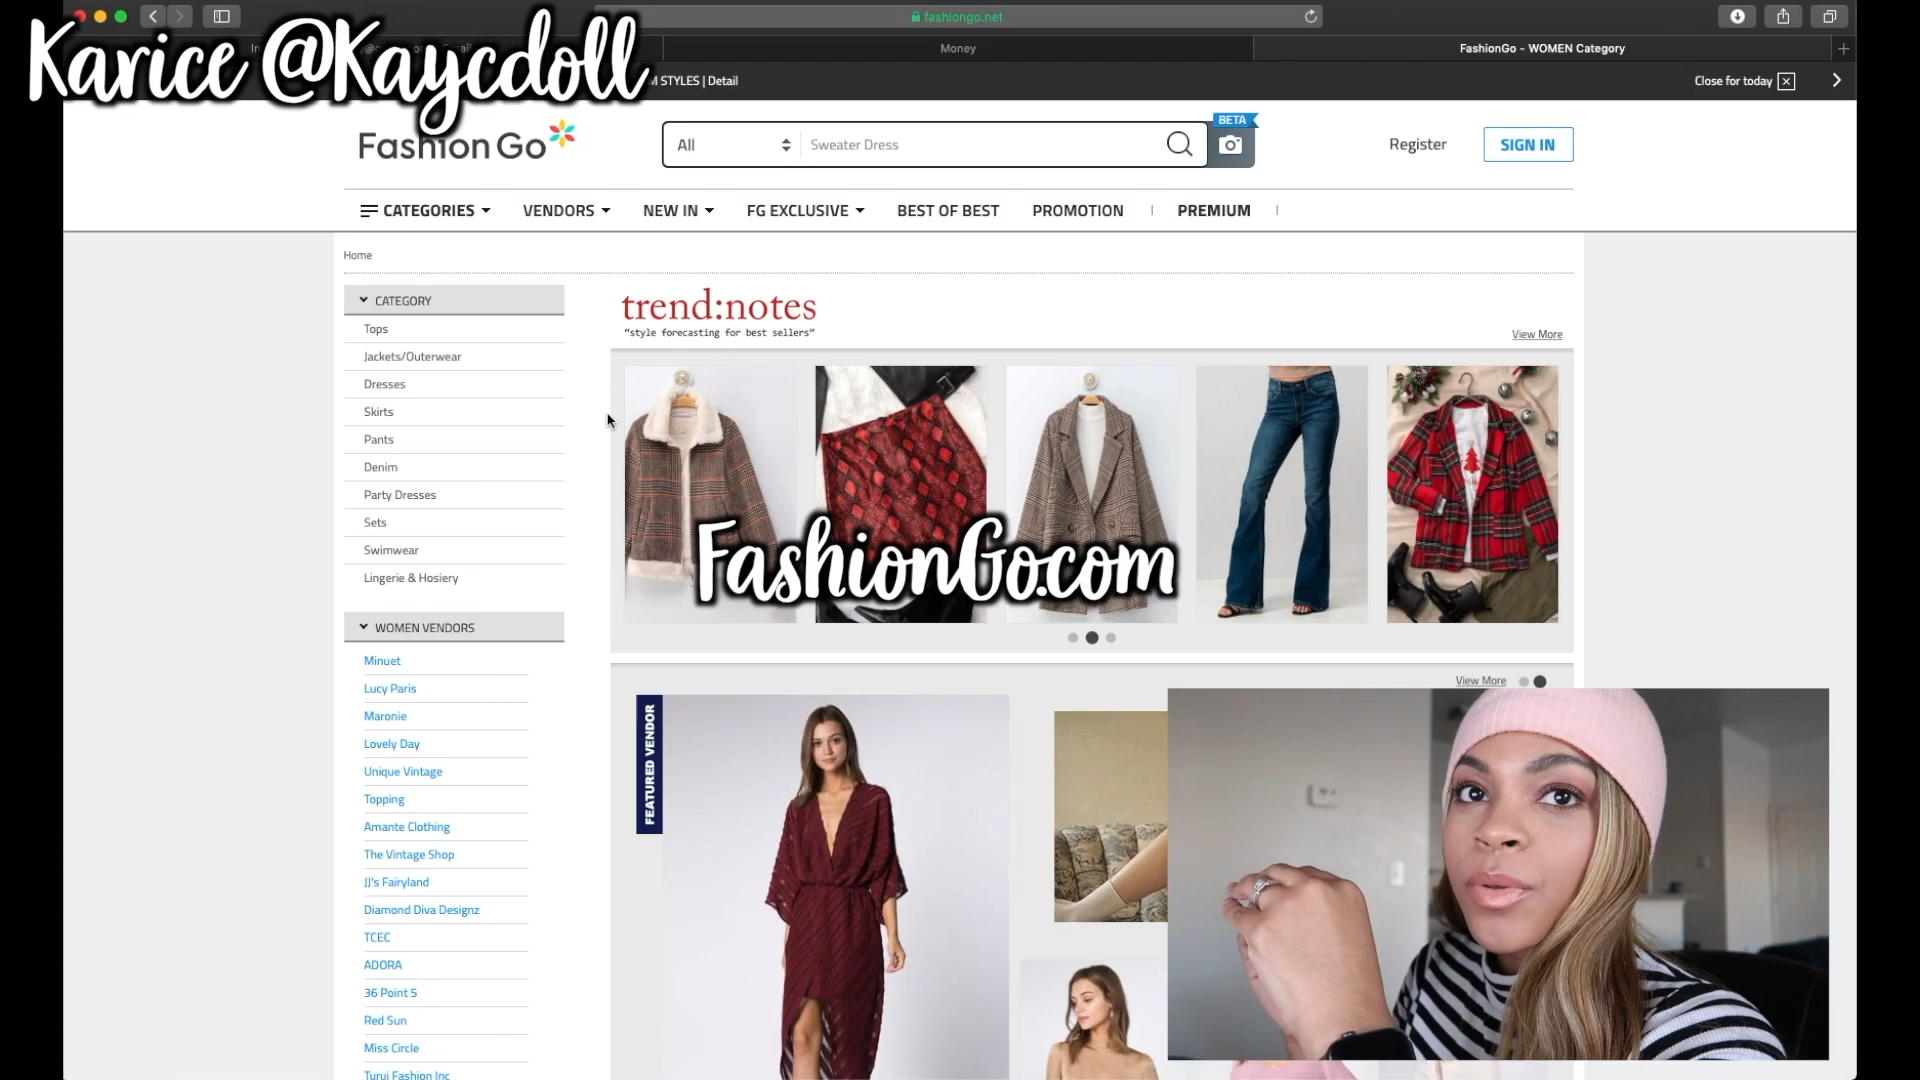 Karice @Kaycdoll
fashiongo.net
Money
FashionGo - WOMEN Category
M STYLES | Detail
Close for today
Fashion Go
All
Sweater Dress
BETA
Register
SIGN IN
CATEGORIES
VENDORS
NEW IN
FG EXCLUSIVE
BEST OF BEST
PROMOTION
PREMIUM
Home
CATEGORY
Tops
Jackets/Outerwear
Dresses
Skirts
Pants
Denim
Party Dresses
Sets
Swimwear
Lingerie & Hosiery
WOMEN VENDORS
Minuet
Lucy Paris
Maronie
Lovely Day
Unique Vintage
Topping
Amante Clothing
The Vintage Shop
JJ's Fairyland
Diamond Diva Designz
TCEC
ADORA
36 Point 5
Red Sun
Miss Circle
Turui Fashion Inc
trend:notes
"style forecasting for best sellers"
View More
FashionGo.com
View More
FEATURED VENDOR